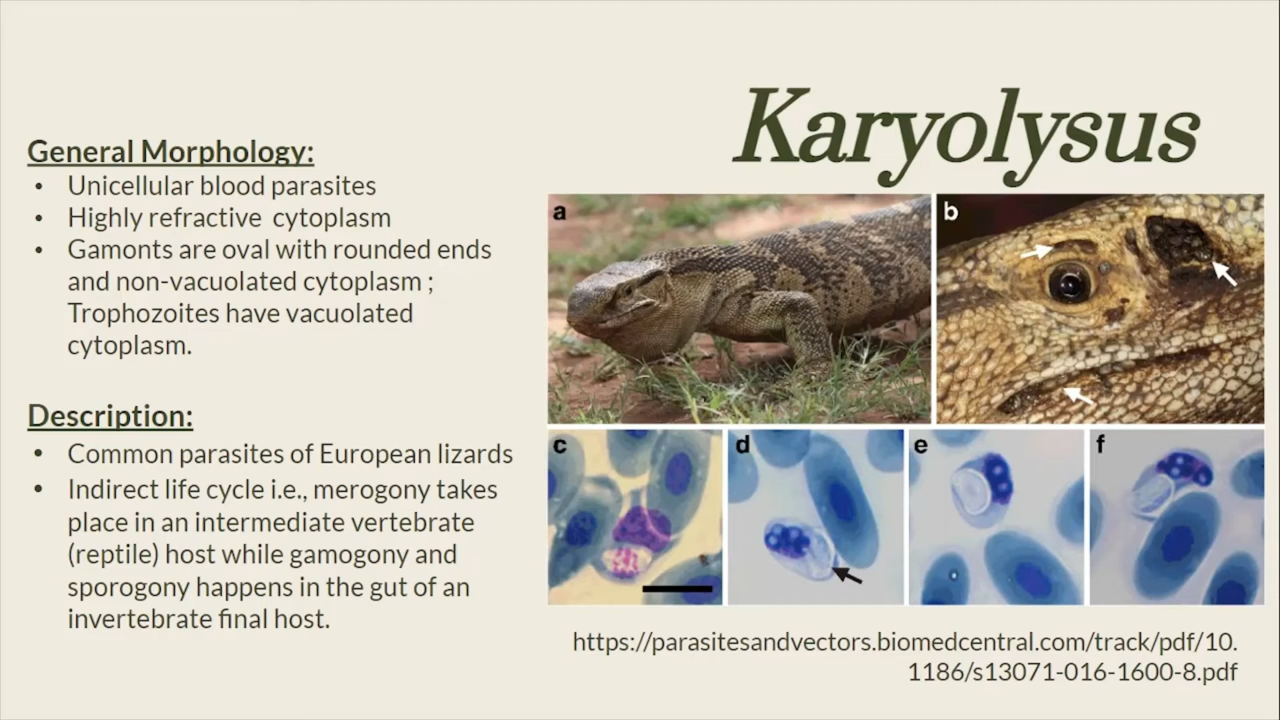 Karyolysus
General Morphology:
• Unicellular blood parasites
• Highly refractive cytoplasm
• Gamonts are oval with rounded ends
and non-vacuolated cytoplasm ;
Trophozoites have vacuolated
cytoplasm.
Description:
• Common parasites of European lizards
• Indirect life cycle i.e., merogony takes
place in an intermediate vertebrate
(reptile) host while gamogony and
sporogony happens in the gut of an
invertebrate final host.
a
b
c
d
e
f
https://parasitesandvectors.biomedcentral.com/track/pdf/10.
1186/s13071-016-1600-8.pdf